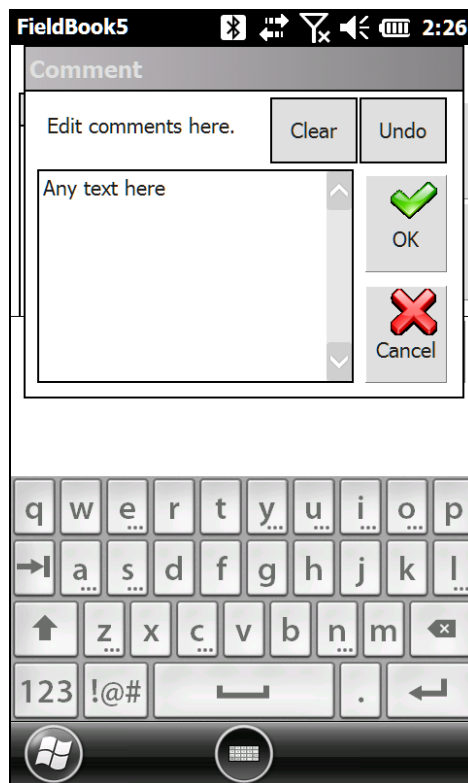 FieldBook5 2:26
Comment
Edit comments here. Clear Undo
Any text here
OK
Cancel
q w e r t y u i o p
a s d f g h j k l
z x c v b n m
123 !@# .